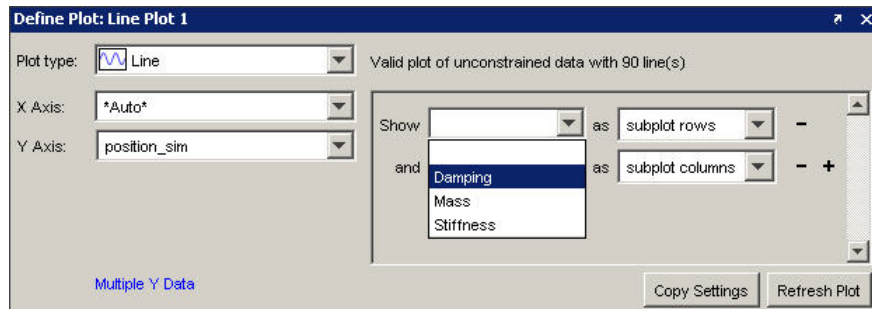 Define Plot: Line Plot 1
Plot type: Line
Valid plot of unconstrained data with 90 line(s)
X Axis: *Auto*
Y Axis: position_sim
Show as subplot rows -
and as subplot columns - +
Damping
Mass
Stiffness
Multiple Y Data
Copy Settings
Refresh Plot